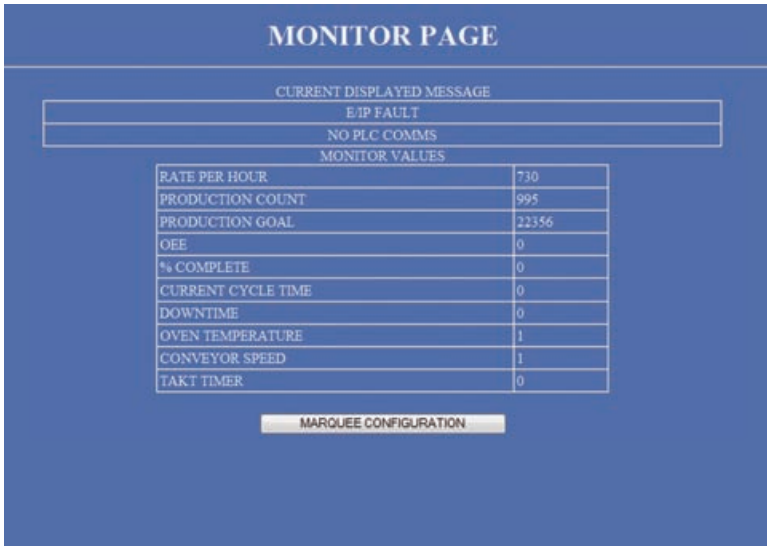 MONITOR PAGE
CURRENT DISPLAYED MESSAGE
E/IP FAULT
NO PLC COMMS
MONITOR VALUES
RATE PER HOUR 730
PRODUCTION COUNT 995
PRODUCTION GOAL 22356
OEE 0
% COMPLETE 0
CURRENT CYCLE TIME 0
DOWNTIME 0
OVEN TEMPERATURE 1
CONVEYOR SPEED 1
TAKT TIMER 0
MARQUEE CONFIGURATION